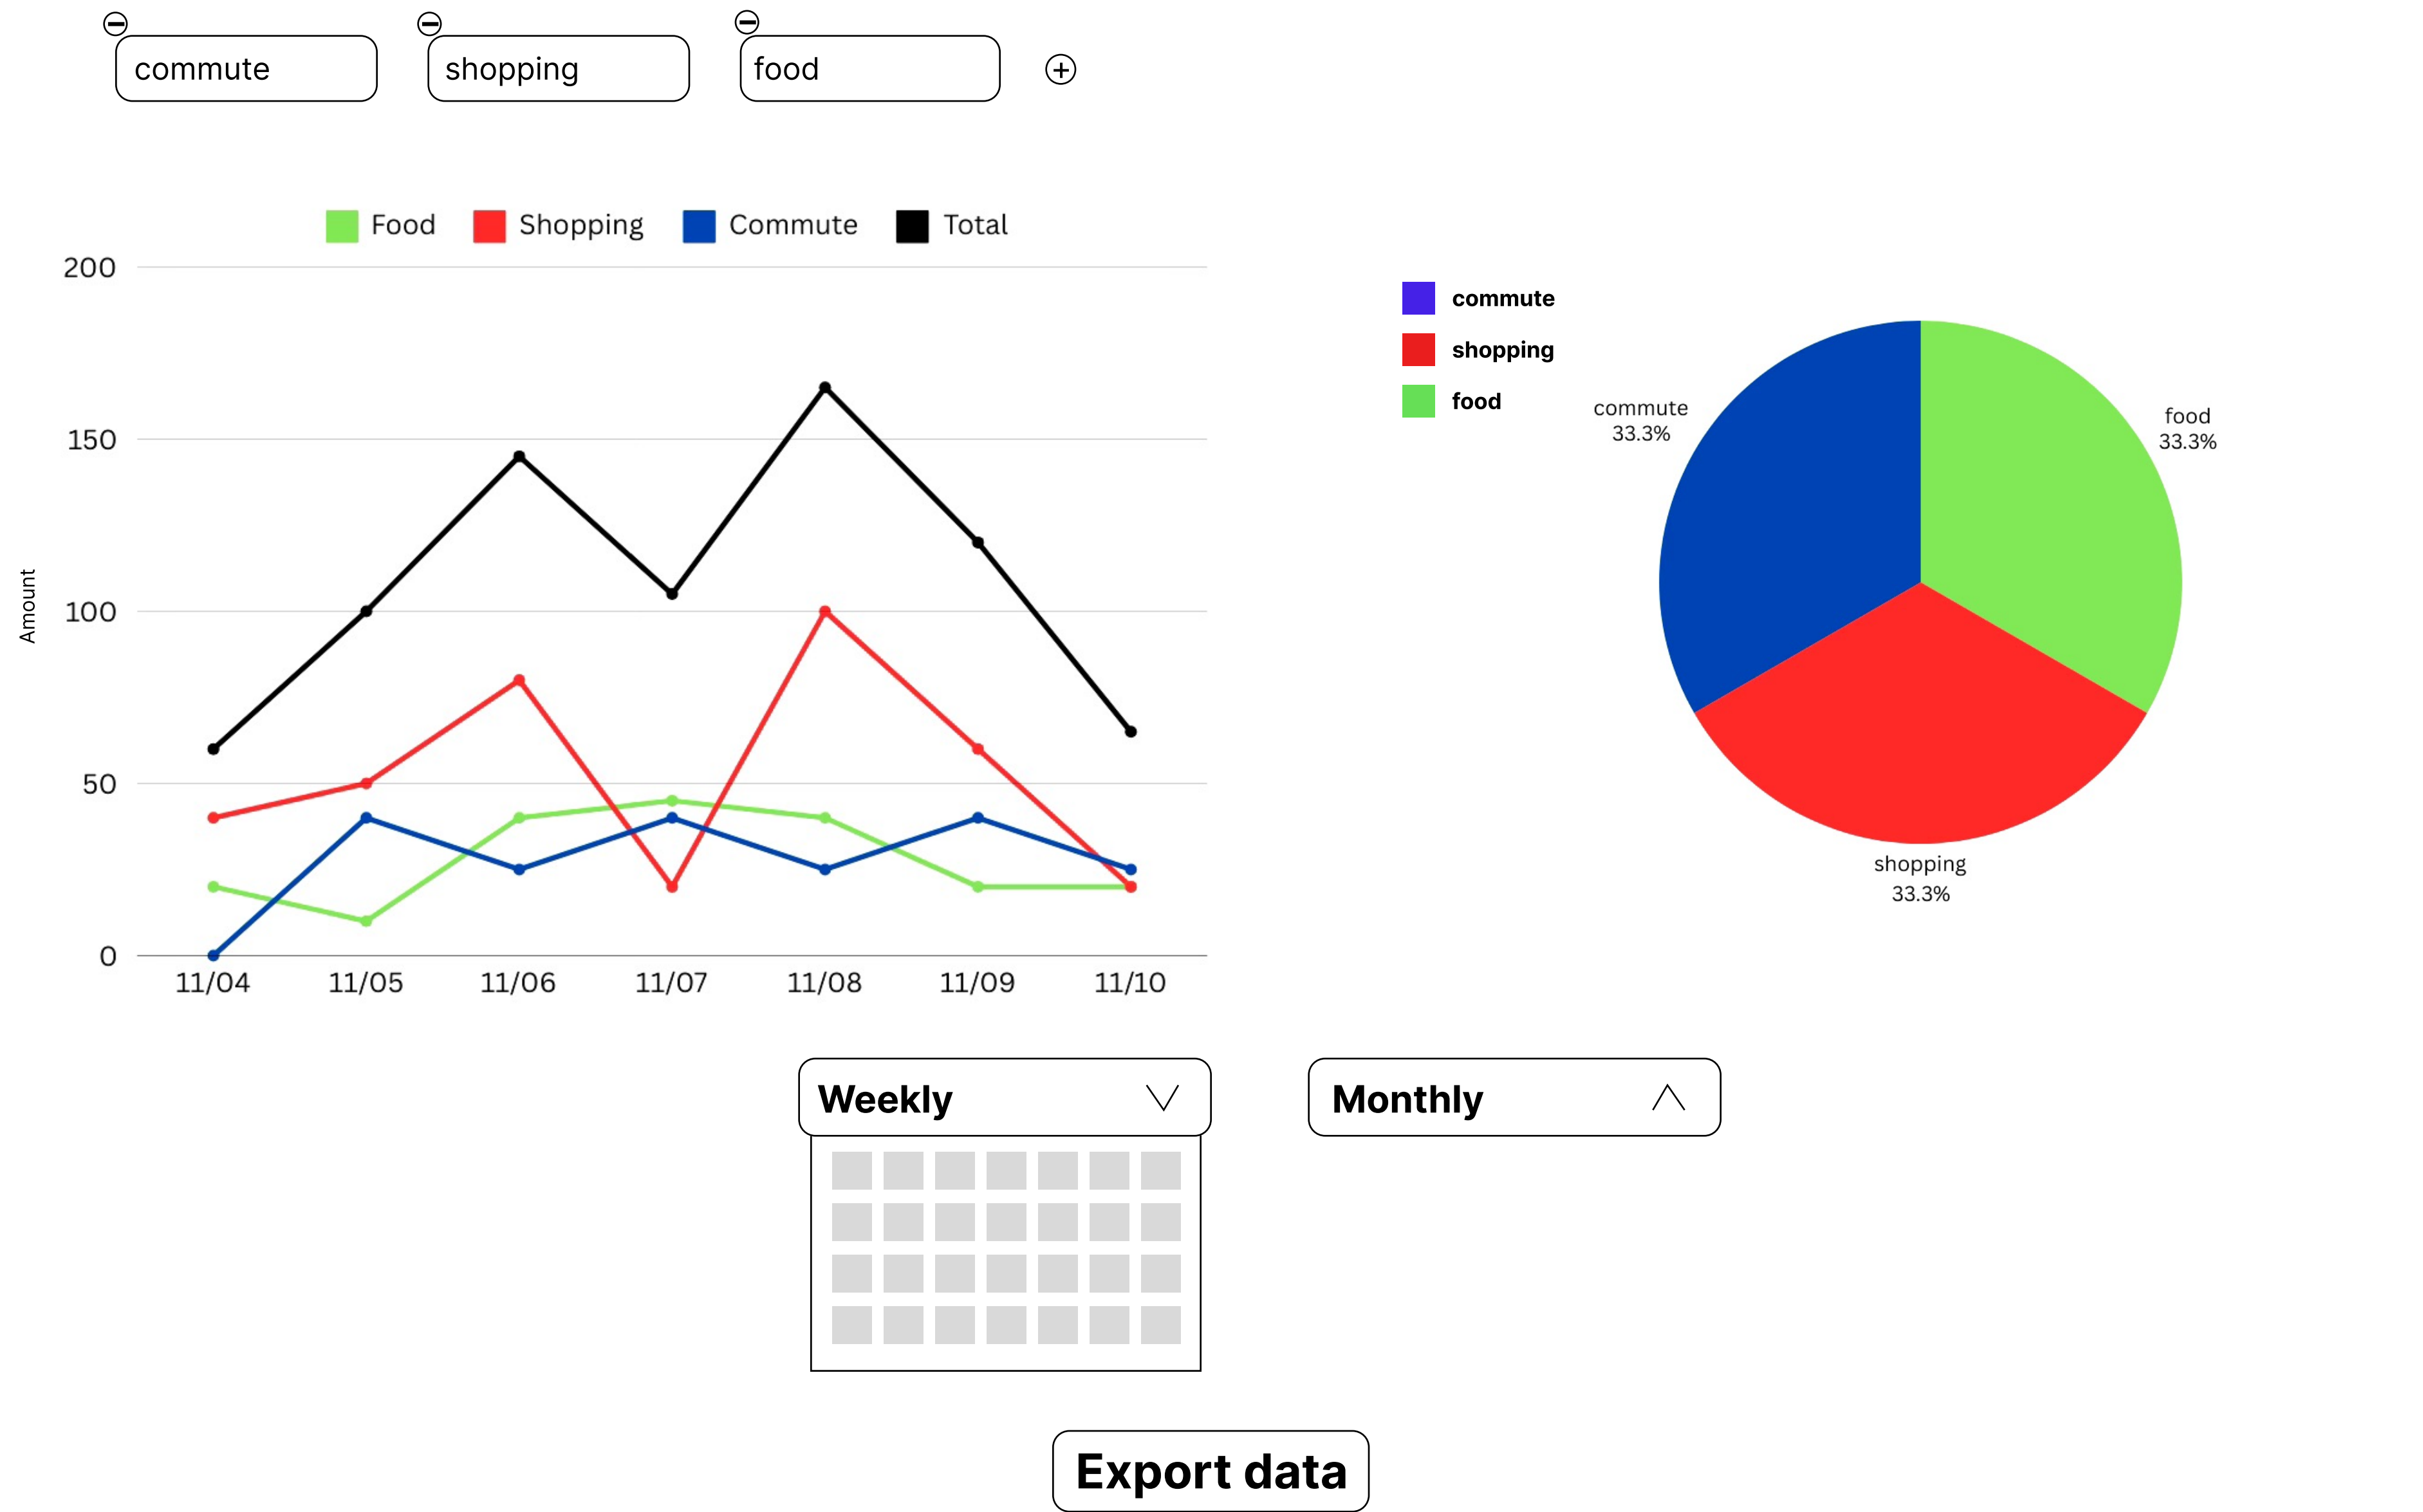 commute
shopping
food
Food Shopping Commute Total
200
150
100
50
0
Amount
11/04 11/05 11/06 11/07 11/08 11/09 11/10
commute
shopping
food
commute
33.3%
food
33.3%
shopping
33.3%
Weekly
Monthly
Export data